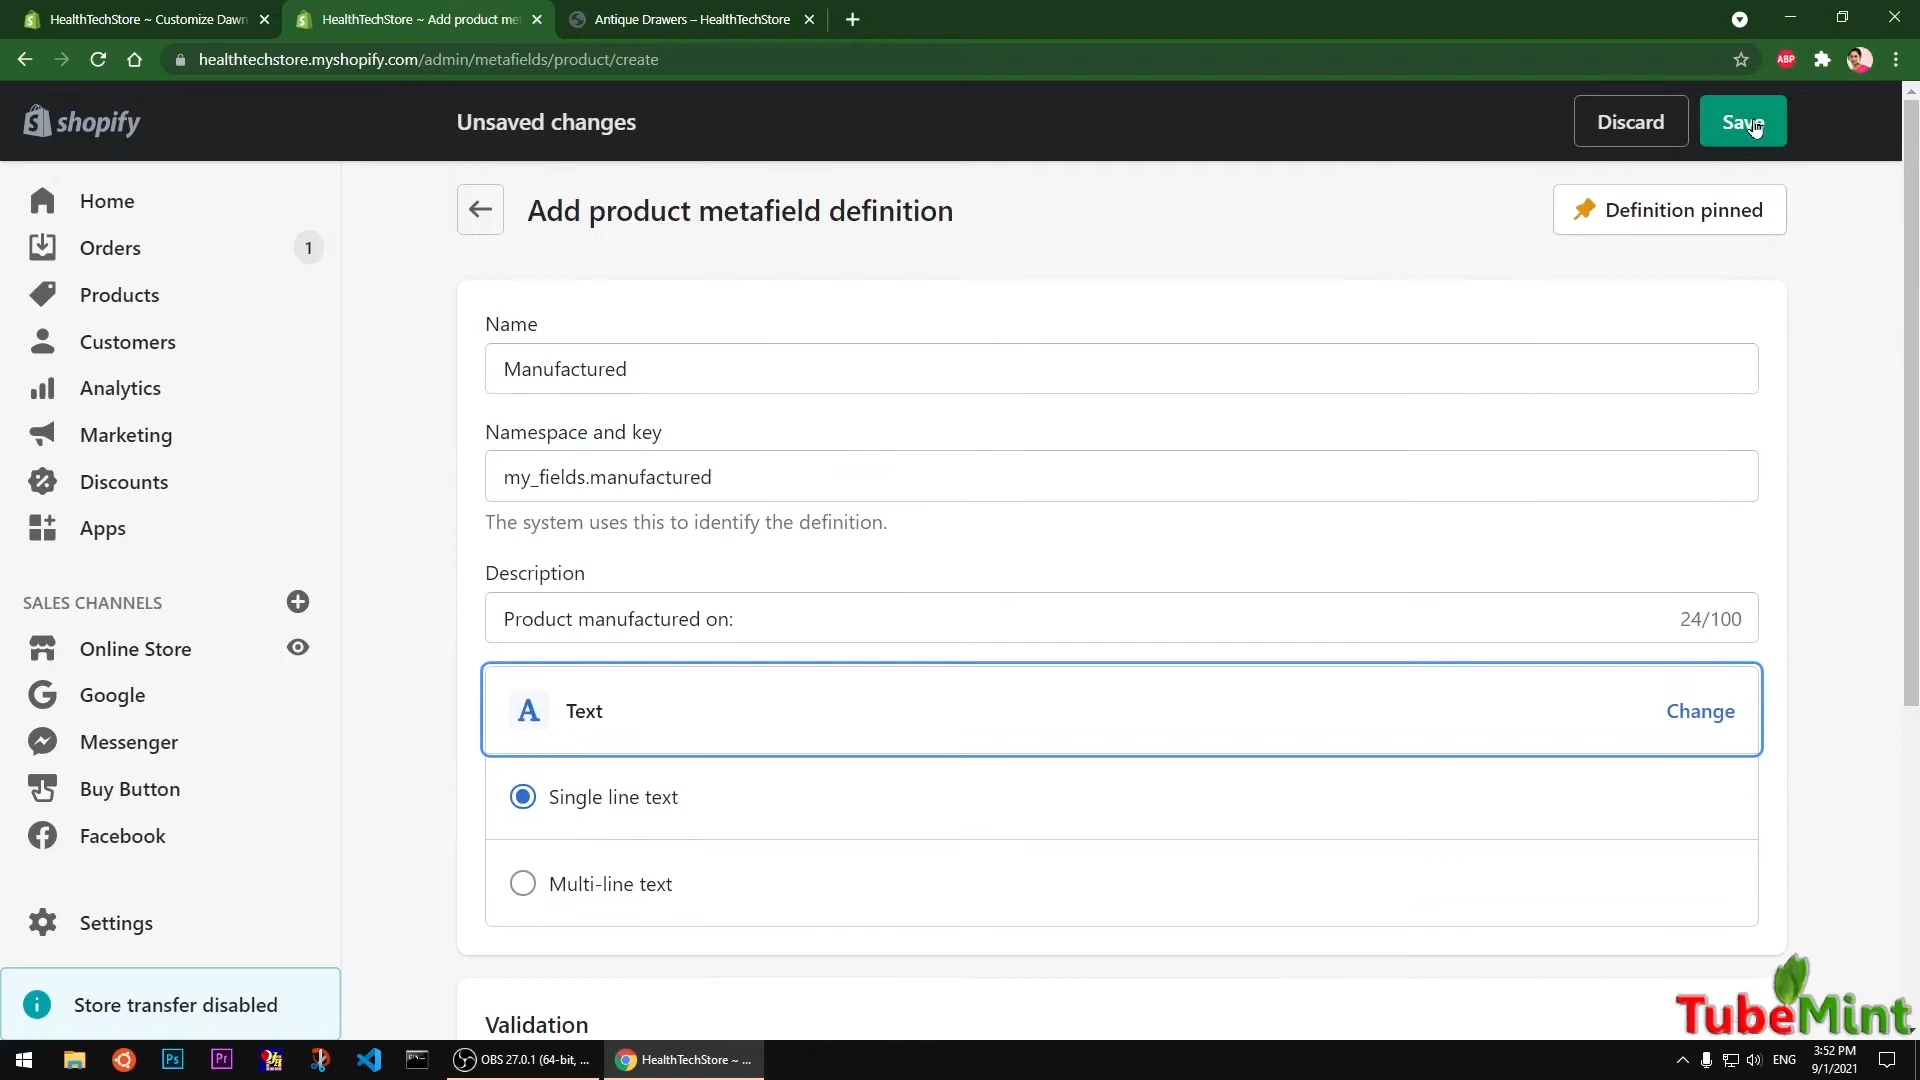 HealthTechStore ~ Customize Dawn
HealthTechStore ~ Add product me
Antique Drawers – HealthTechStore
healthtechstore.myshopify.com/admin/metafields/product/create
ABP
shopify
Unsaved changes
Discard
Save
Home
Orders
1
Products
Customers
Analytics
Marketing
Discounts
Apps
SALES CHANNELS
Online Store
Google
Messenger
Buy Button
Facebook
Settings
Store transfer disabled
Add product metafield definition
Definition pinned
Name
Manufactured
Namespace and key
my_fields.manufactured
The system uses this to identify the definition.
Description
Product manufactured on:
24/100
A
Text
Change
Single line text
Multi-line text
Validation
TubeMint
Ps
Pr
OBS 27.0.1 (64-bit, ...
HealthTechStore ~ ...
ENG
3:52 PM
9/1/2021